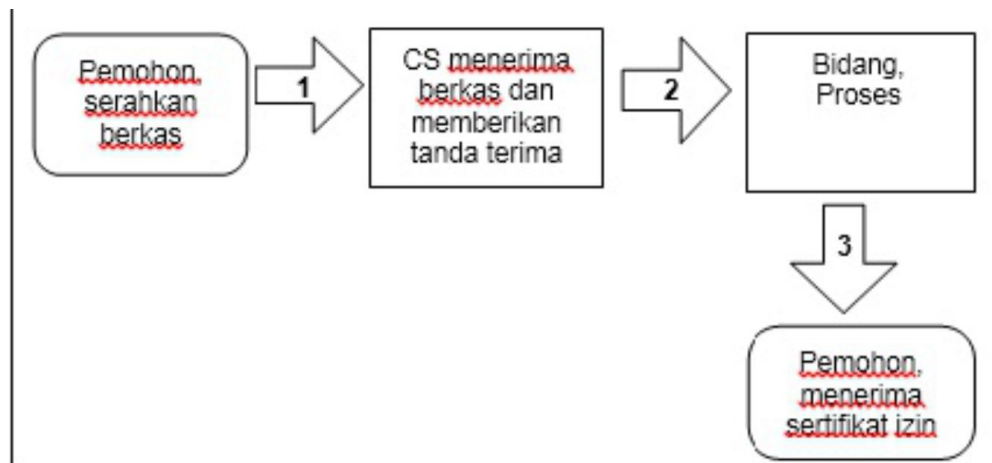 Pemohon,
serahkan
berkas
1
CS menerima
berkas dan
memberikan
tanda terima
2
Bidang,
Proses
3
Pemohon,
menerima
sertifikat izin